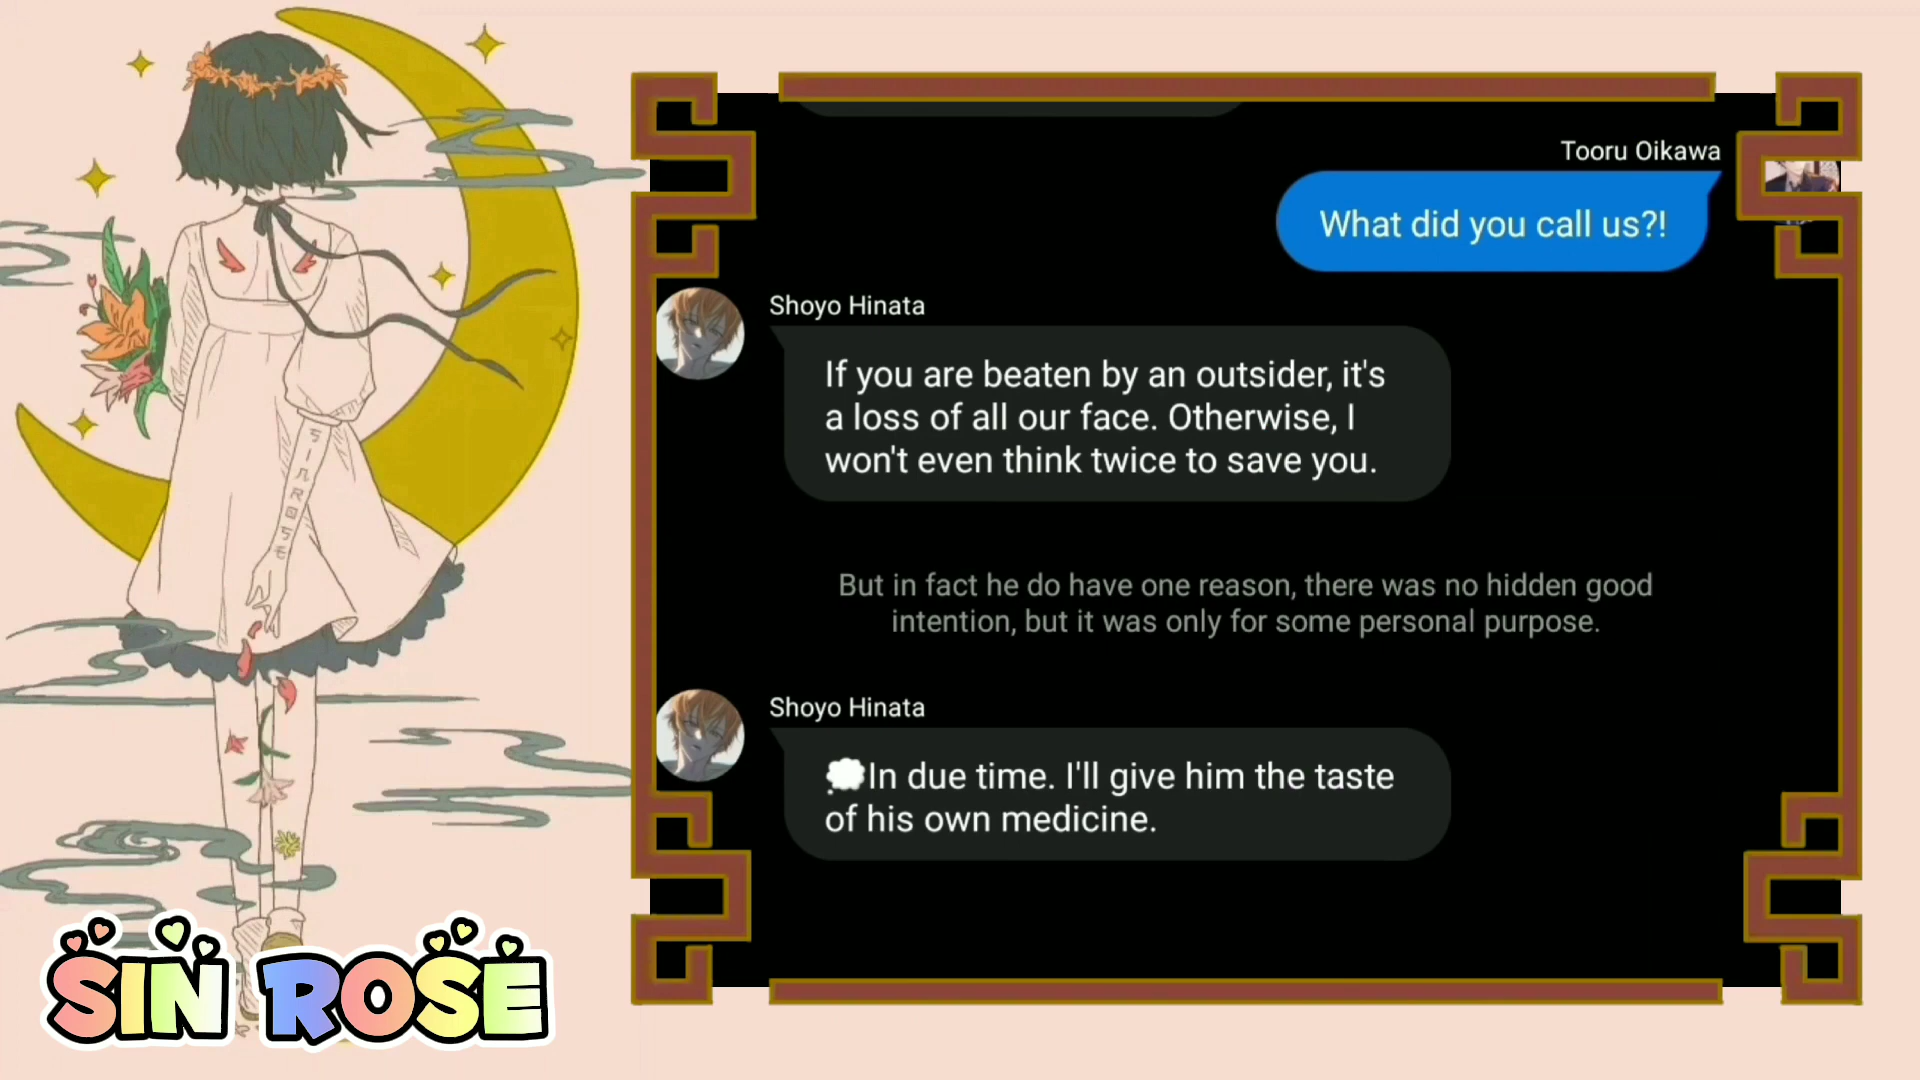 Tooru Oikawa
What did you call us?!
Shoyo Hinata
If you are beaten by an outsider, it's
a loss of all our face. Otherwise, I
won't even think twice to save you.
But in fact he do have one reason, there was no hidden good
intention, but it was only for some personal purpose.
Shoyo Hinata
In due time. I'll give him the taste
of his own medicine.
SINROSE
SIN ROSE